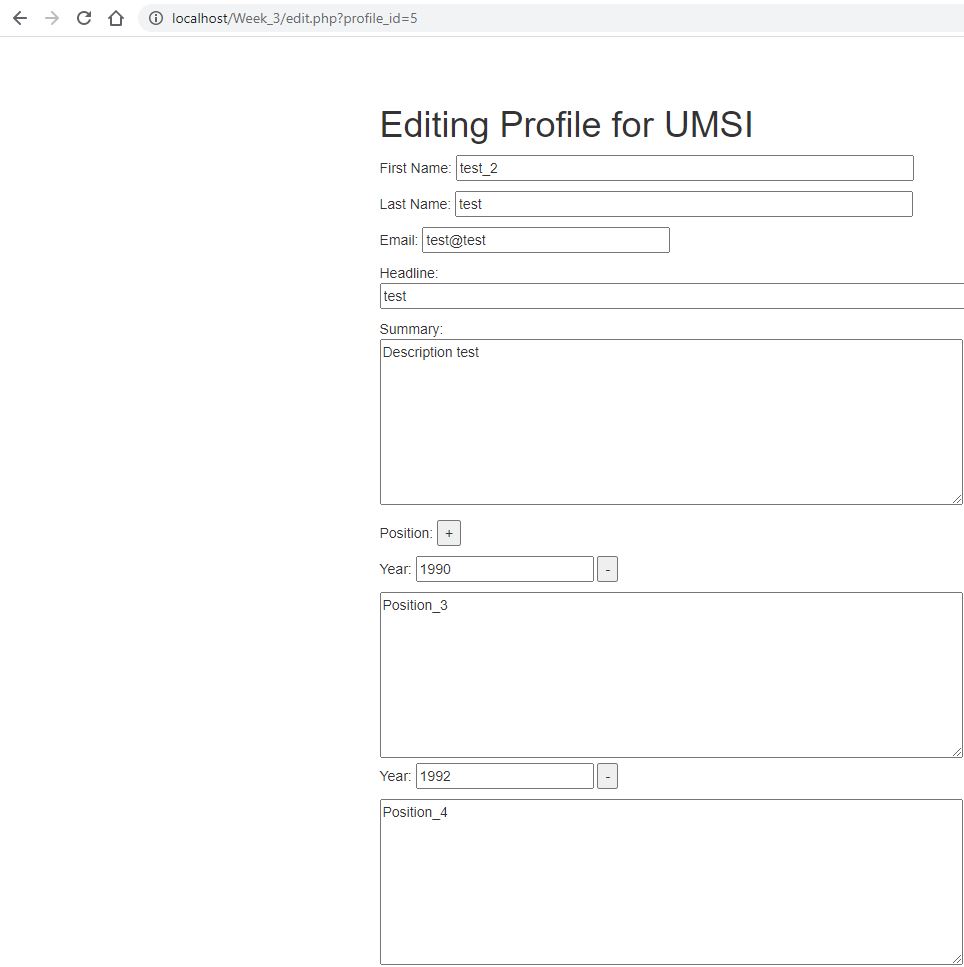 localhost/Week_3/edit.php?profile_id=5
Editing Profile for UMSI
First Name: test_2
Last Name: test
Email: test@test
Headline:
test
Summary:
Description test
Position: +
Year: 1990 -
Position_3
Year: 1992 -
Position_4